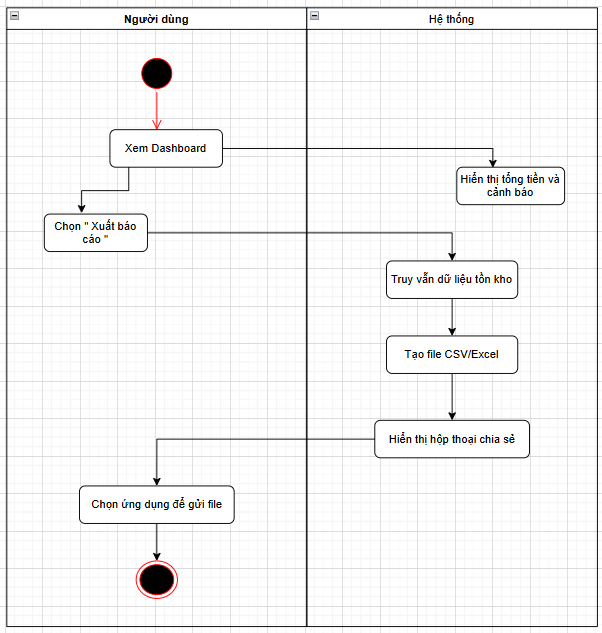 Người dùng
Hệ thống
Xem Dashboard
Hiển thị tổng tiền và
cảnh báo
Chọn " Xuất báo
cáo "
Truy vẫn dữ liệu tồn kho
Tạo file CSV/Excel
Hiển thị hộp thoại chia sẻ
Chọn ứng dụng để gửi file